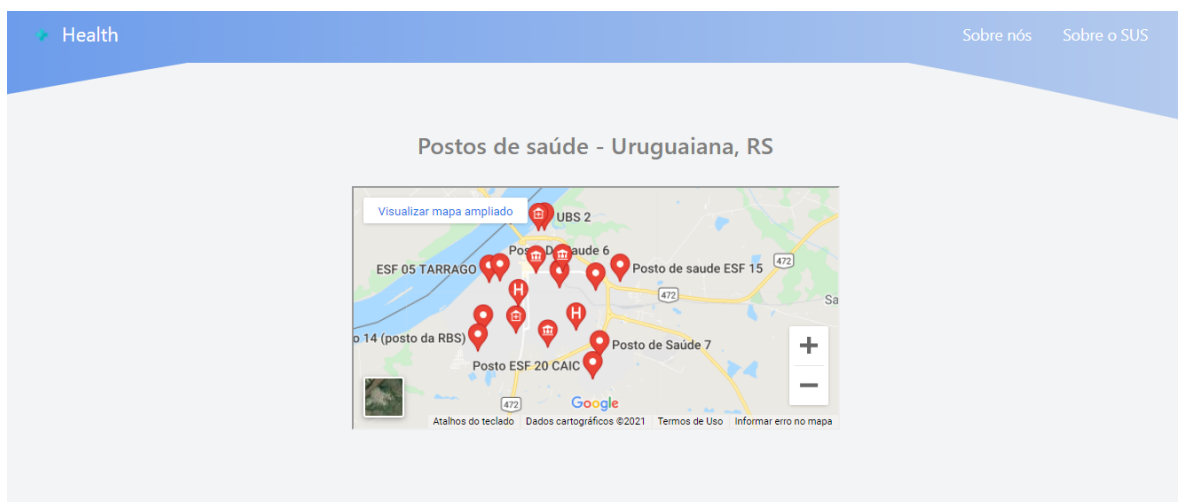 Health
Sobre nós Sobre o SUS
Postos de saúde - Uruguaiana, RS
Visualizar mapa ampliado
UBS 2
Posto De Saude 6
ESF 05 TARRAGO
Posto de saude ESF 15
472
472
Sa
o 14 (posto da RBS)
Posto de Saúde 7
Posto ESF 20 CAIC
+
−
472
Google
Atalhos do teclado Dados cartográficos ©2021 Termos de Uso Informar erro no mapa